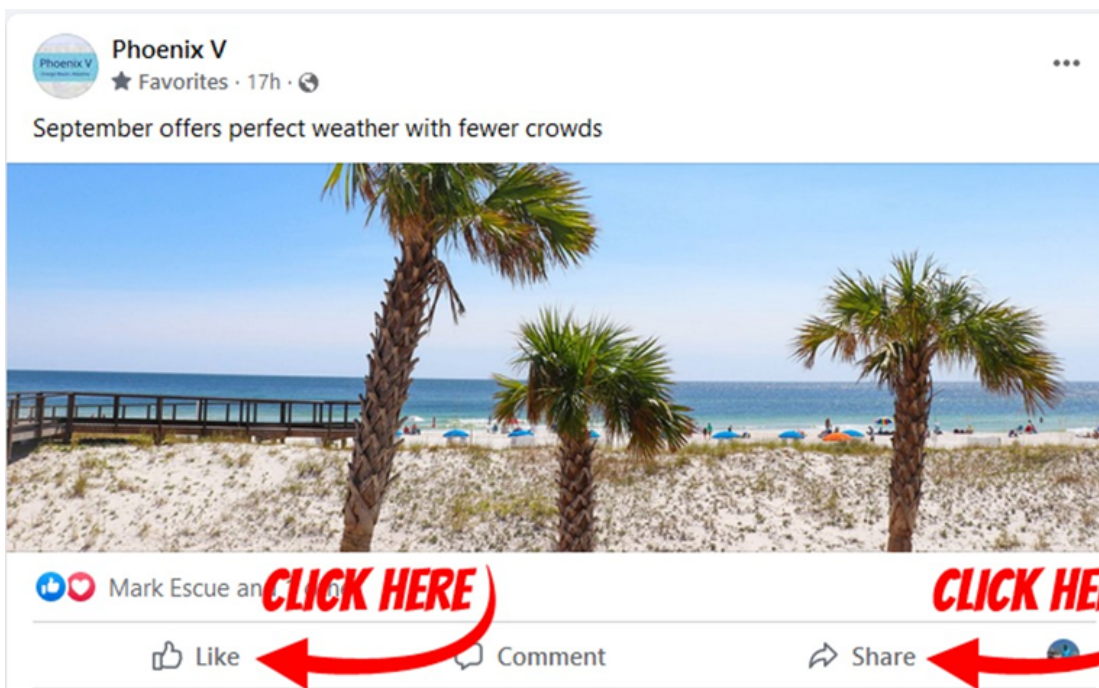 Phoenix V
Phoenix V
Favorites · 17h ·
September offers perfect weather with fewer crowds
Mark Escue an
CLICK HERE
CLICK HE
Like
Comment
Share